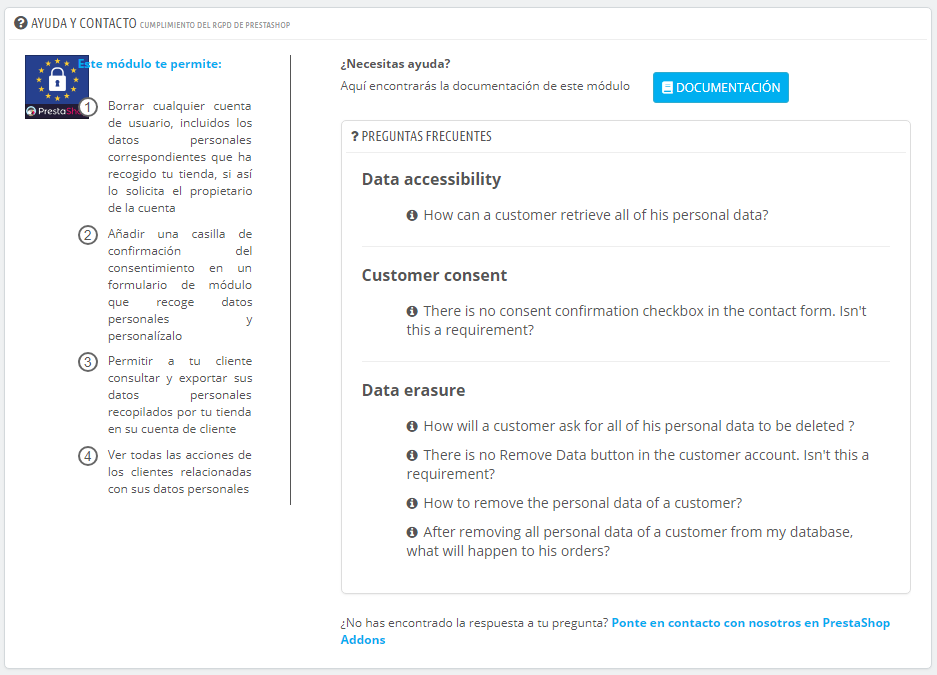 AYUDA Y CONTACTO CUMPLIMIENTO DEL RGPD DE PRESTASHOP
Este módulo te permite:
PrestaSh
1 Borrar cualquier cuenta
de usuario, incluidos los
datos personales
correspondientes que ha
recogido tu tienda, si así
lo solicita el propietario
de la cuenta
2 Añadir una casilla de
confirmación del
consentimiento en un
formulario de módulo
que recoge datos
personales y
personalízalo
3 Permitir a tu cliente
consultar y exportar sus
datos personales
recopilados por tu tienda
en su cuenta de cliente
4 Ver todas las acciones de
los clientes relacionadas
con sus datos personales
¿Necesitas ayuda?
Aquí encontrarás la documentación de este módulo
DOCUMENTACIÓN
? PREGUNTAS FRECUENTES
Data accessibility
How can a customer retrieve all of his personal data?
Customer consent
There is no consent confirmation checkbox in the contact form. Isn't
this a requirement?
Data erasure
How will a customer ask for all of his personal data to be deleted ?
There is no Remove Data button in the customer account. Isn't this a
requirement?
How to remove the personal data of a customer?
After removing all personal data of a customer from my database,
what will happen to his orders?
¿No has encontrado la respuesta a tu pregunta? Ponte en contacto con nosotros en PrestaShop
Addons